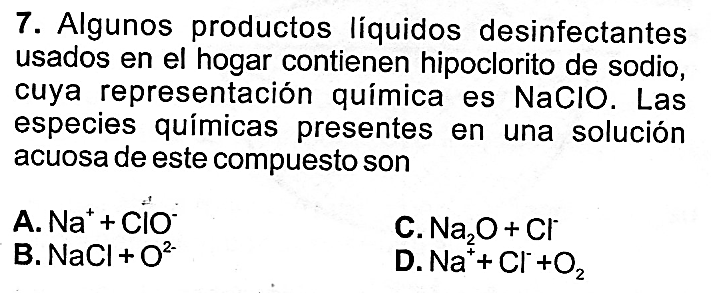 7. Algunos productos líquidos desinfectantes
usados en el hogar contienen hipoclorito de sodio,
cuya representación química es NaClO. Las
especies químicas presentes en una solución
acuosa de este compuesto son
A. Na⁺ + ClO⁻
C. Na₂O + Cl⁻
B. NaCl + O²⁻
D. Na⁺ + Cl⁻ + O₂